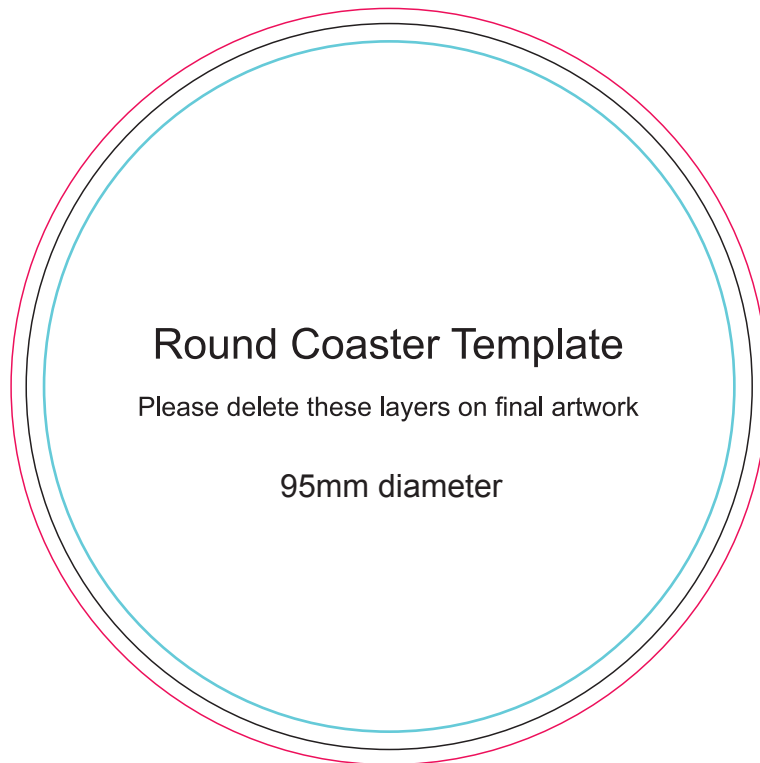 Round Coaster Template
Please delete these layers on final artwork
95mm diameter